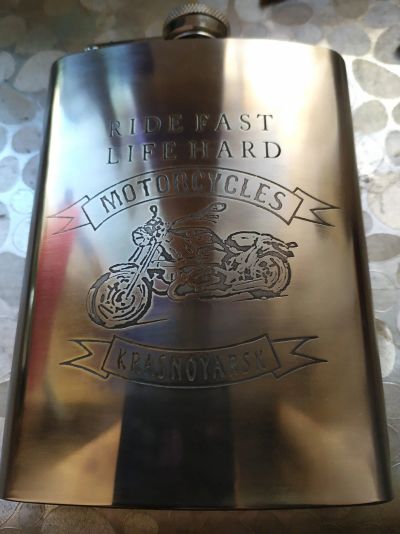 RIDE FAST
LIFE HARD
MOTORCYCLES
KRASNOYARSK